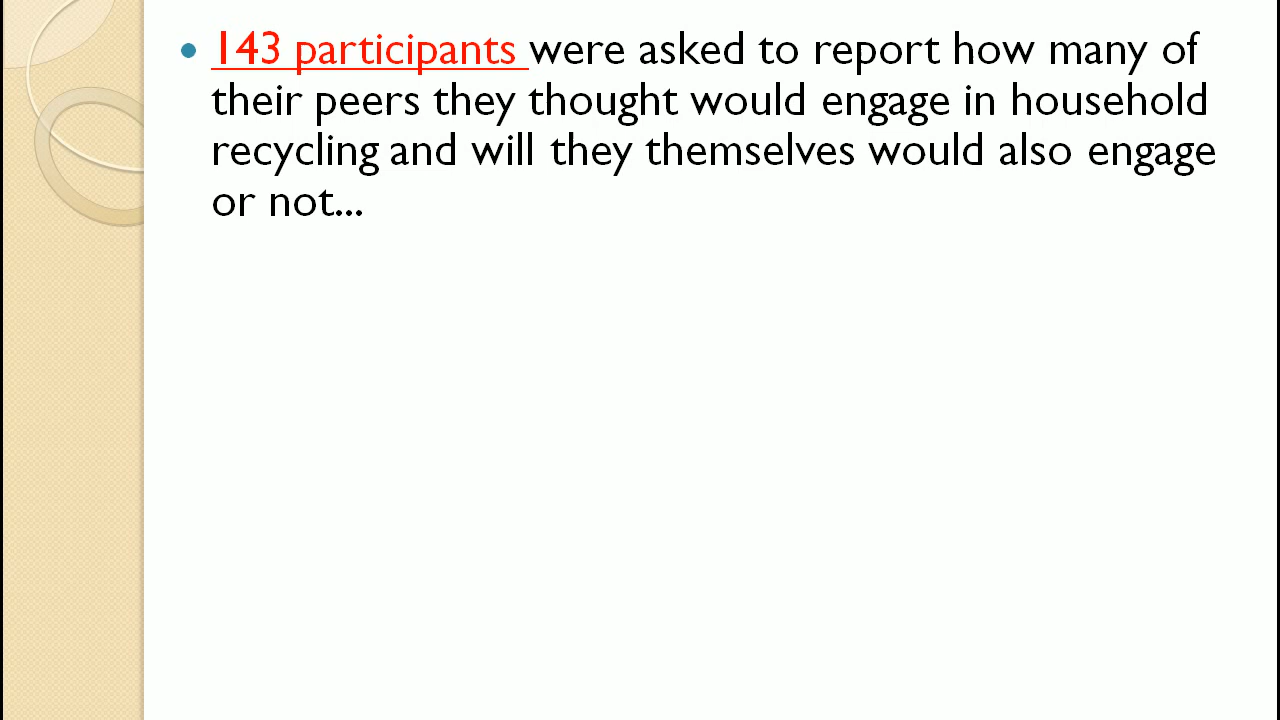 143 participants were asked to report how many of
their peers they thought would engage in household
recycling and will they themselves would also engage
or not...